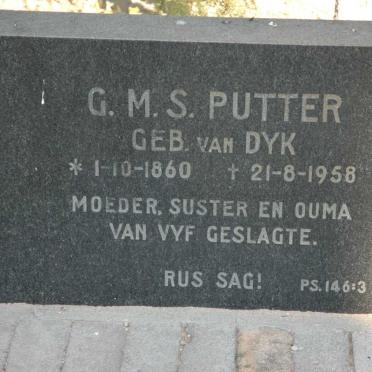 G. M. S. PUTTER
GEB. VAN DYK
* 1-10-1860 † 21-8-1958
MOEDER, SUSTER EN OUMA
VAN VYF GESLAGTE.
RUS SAG! PS.146:3